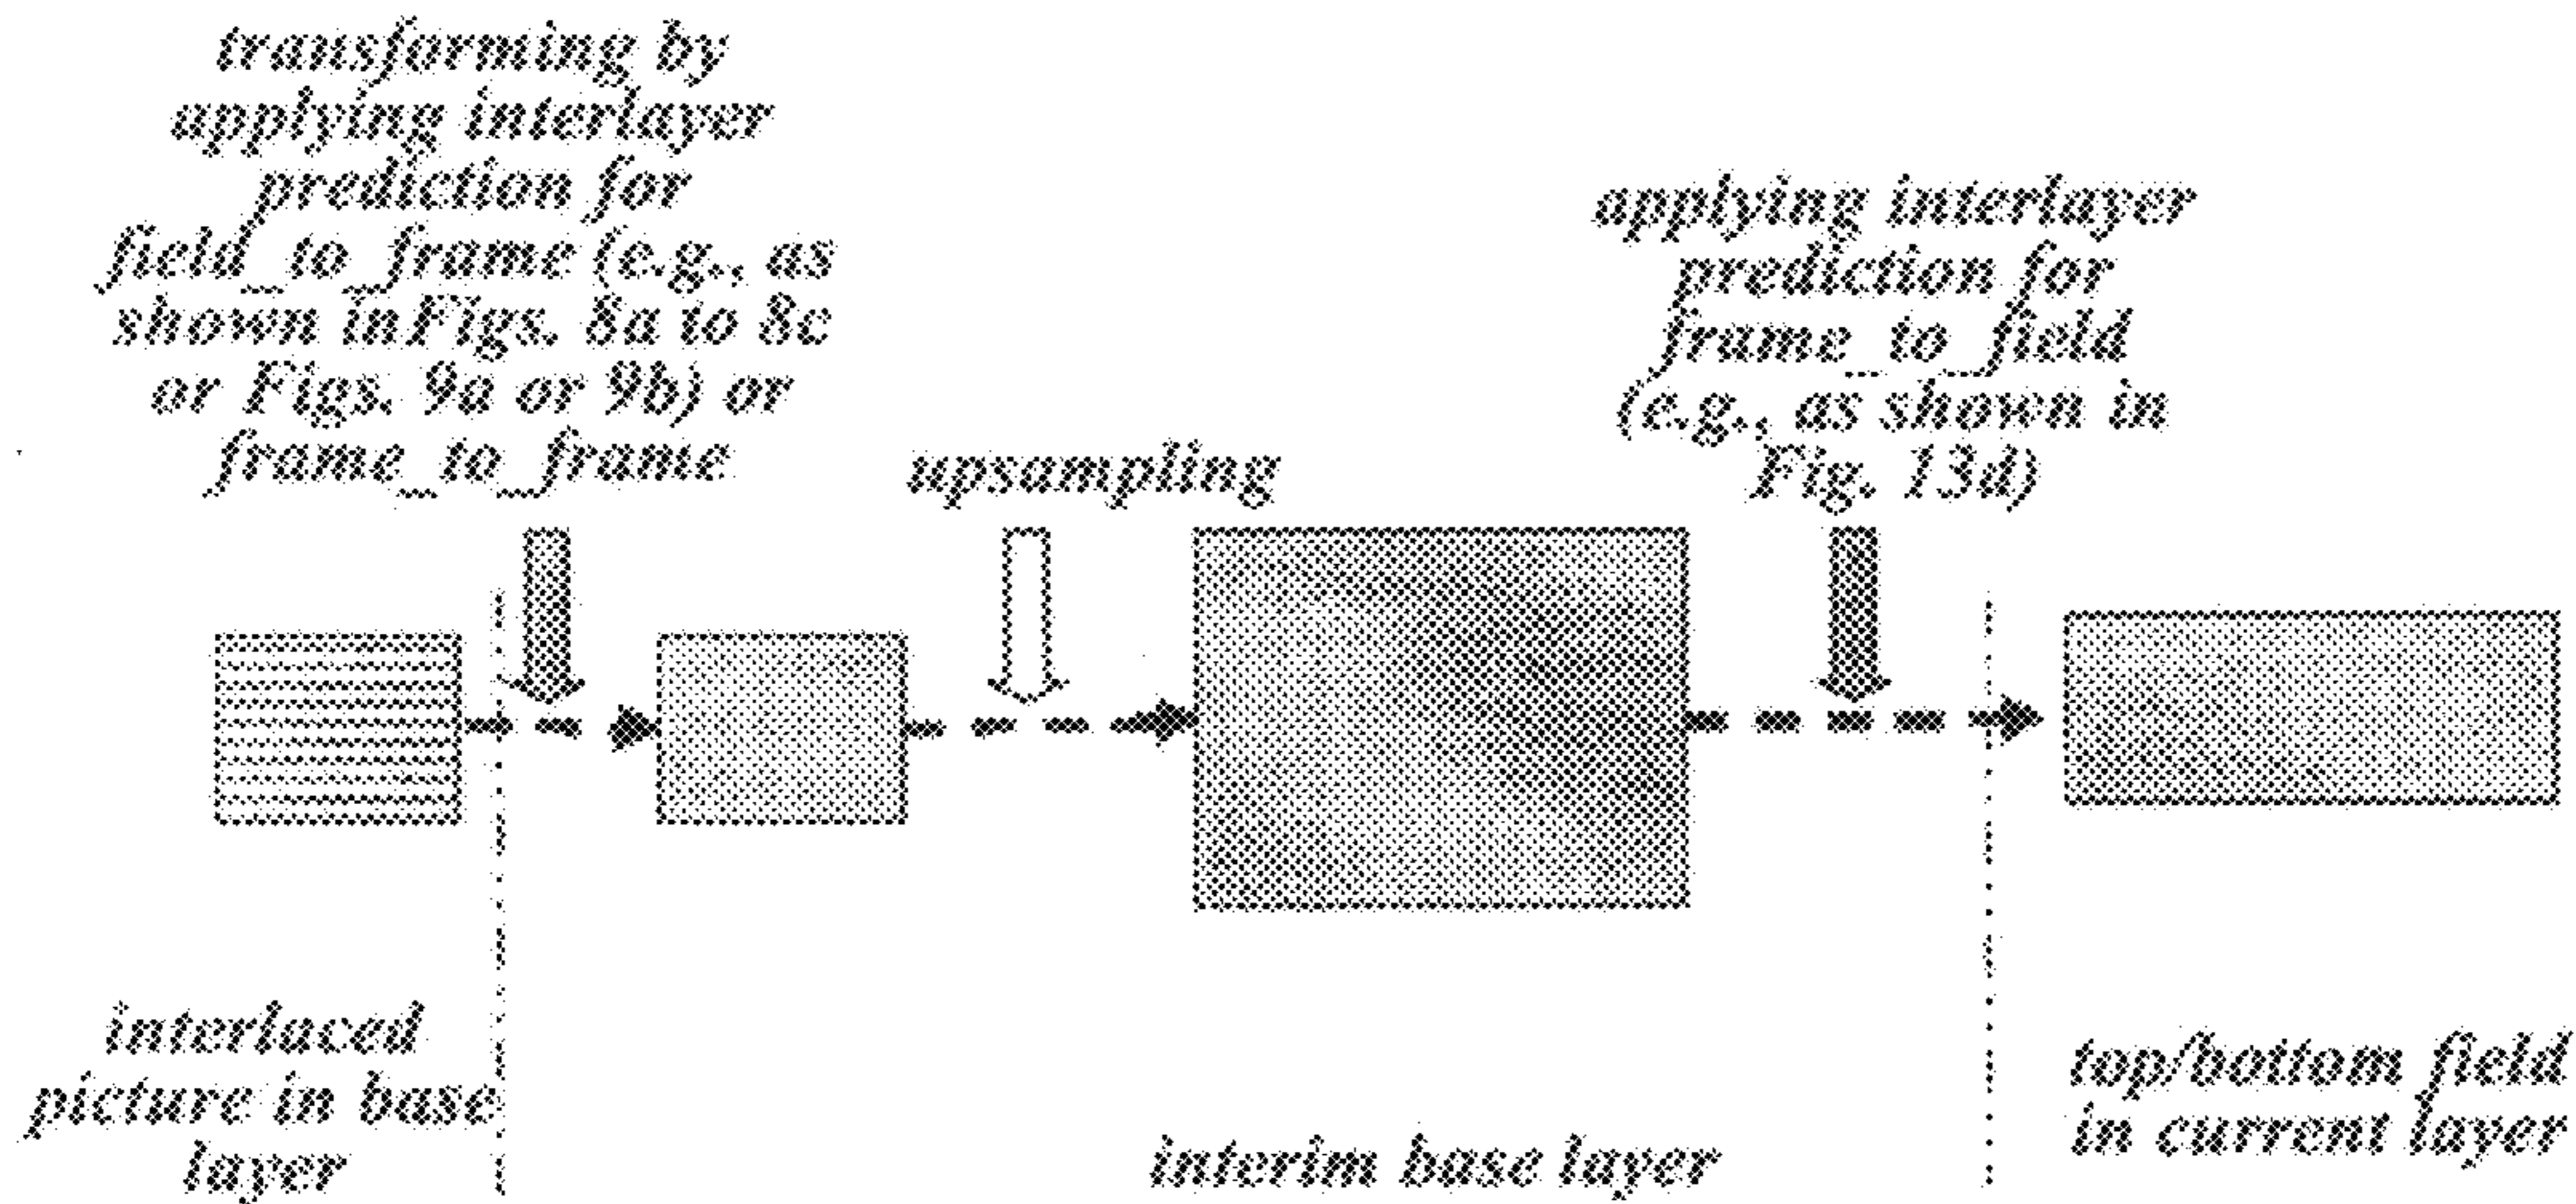 transforming by
applying interlayer
prediction for
field_to_frame (e.g., as
shown inFigs. 8a to 8c
or Figs. 9a or 9b) or
frame_to_frame
upsampling
applying interlayer
prediction for
frame_to_field
(e.g., as shown in
Fig. 13d)
interlaced
picture in base
layer
interim base layer
top/bottom field
in current layer